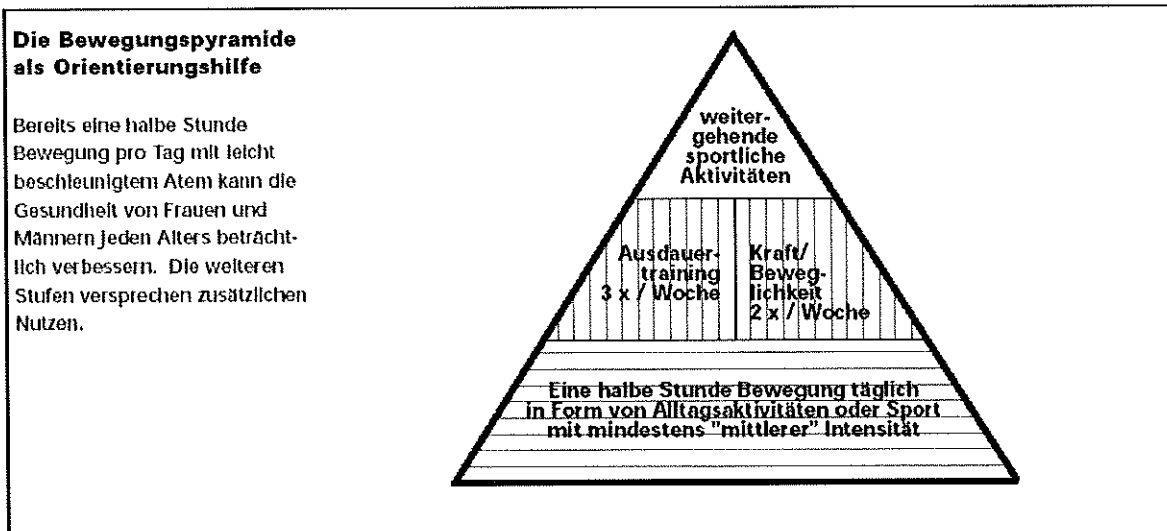 Die Bewegungspyramide
als Orientierungshilfe
Bereits eine halbe Stunde
Bewegung pro Tag mit leicht
beschleunigtem Atem kann die
Gesundheit von Frauen und
Männern jeden Alters beträcht-
lich verbessern. Die weiteren
Stufen versprechen zusätzlichen
Nutzen.
weiter-
gehende
sportliche
Aktivitäten
Ausdauer-
training
3 x / Woche
Kraft/
Beweg-
lichkeit
2 x / Woche
Eine halbe Stunde Bewegung täglich
in Form von Alltagsaktivitäten oder Sport
mit mindestens "mittlerer" Intensität